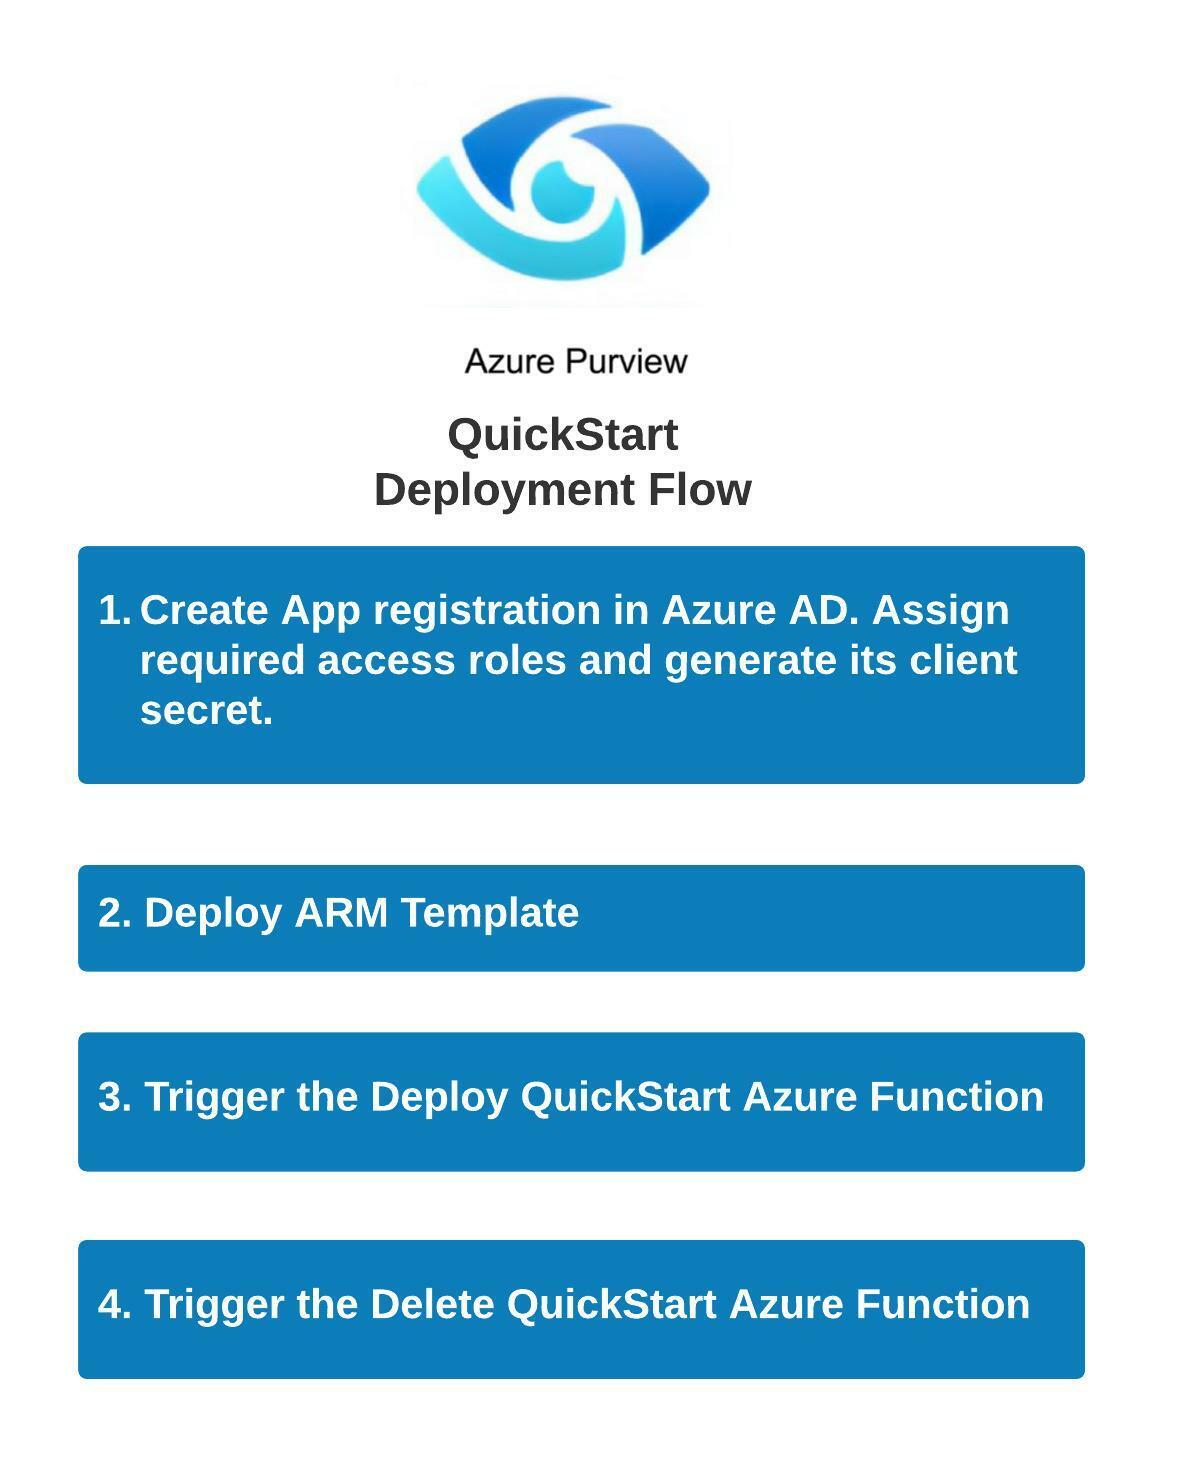 Azure Purview
QuickStart
Deployment Flow
1. Create App registration in Azure AD. Assign
required access roles and generate its client
secret.
2. Deploy ARM Template
3. Trigger the Deploy QuickStart Azure Function
4. Trigger the Delete QuickStart Azure Function